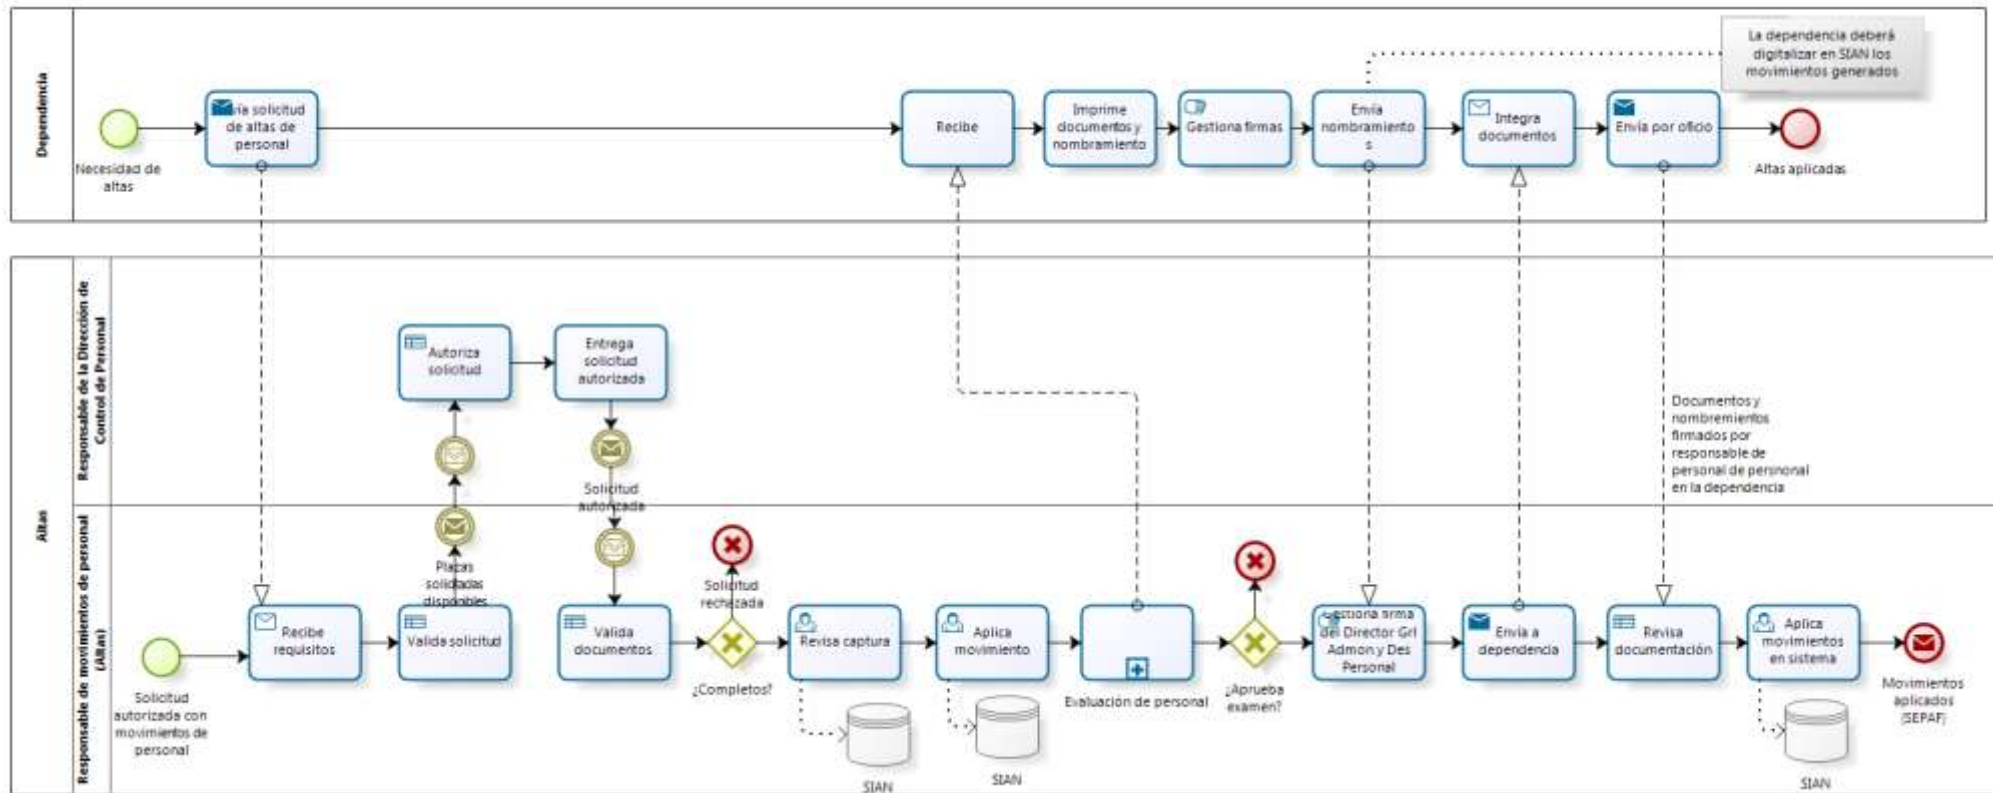 Dependencia
Necesidad de
altas
vía solicitud
de altas de
personal
Recibe
Imprime
documentos y
nombramiento
Gestiona firmas
Envía
nombramiento
s
Integra
documentos
Envía por oficio
Altas aplicadas
La dependencia deberá
digitalizar en SIAN los
movimientos generados
Altas
Responsable de la Dirección de
Control de Personal
Autoriza
solicitud
Entrega
solicitud
autorizada
Solicitud
autorizada
Documentos y
nombremientos
firmados por
responsable de
personal de persnonal
en la dependencia
Responsable de movimientos de personal
(Altas)
Solicitud
autorizada con
movimientos de
personal
Recibe
requisitos
Plazas
solicitadas
disponibles
Valida solicitud
Valida
documentos
Solicitud
rechazada
¿Completos?
Revisa captura
SIAN
Aplica
movimiento
SIAN
Evaluación de personal
¿Aprueba
examen?
estiona firma
del Director Grl
Admon y Des
Personal
Envía a
dependencia
Revisa
documentación
Aplica
movimientos
en sistema
SIAN
Movimientos
aplicados
(SEPAF)